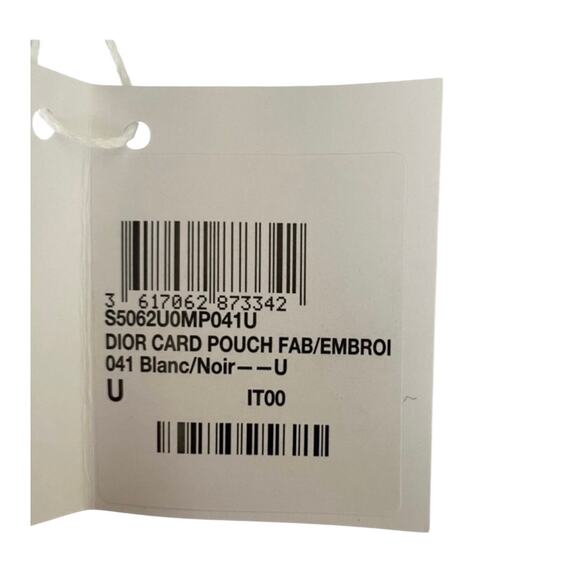 3 617062 873342
S5062U0MP041U
DIOR CARD POUCH FAB/EMBROI
041 Blanc/Noir——U
U IT00